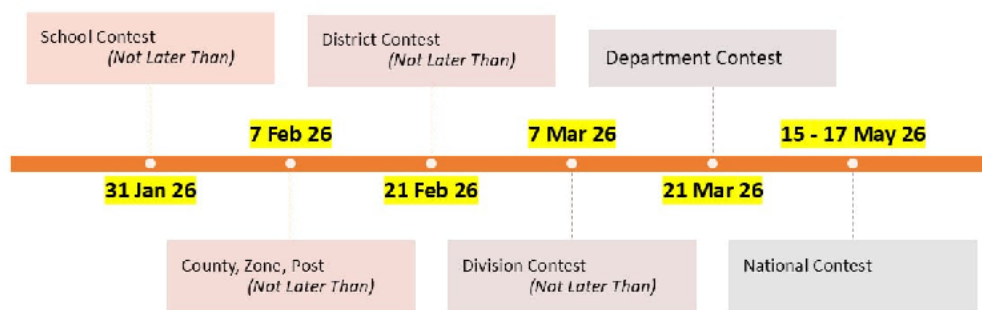 School Contest
(Not Later Than)
District Contest
(Not Later Than)
Department Contest
7 Feb 26
7 Mar 26
15 - 17 May 26
31 Jan 26
21 Feb 26
21 Mar 26
County, Zone, Post
(Not Later Than)
Division Contest
(Not Later Than)
National Contest